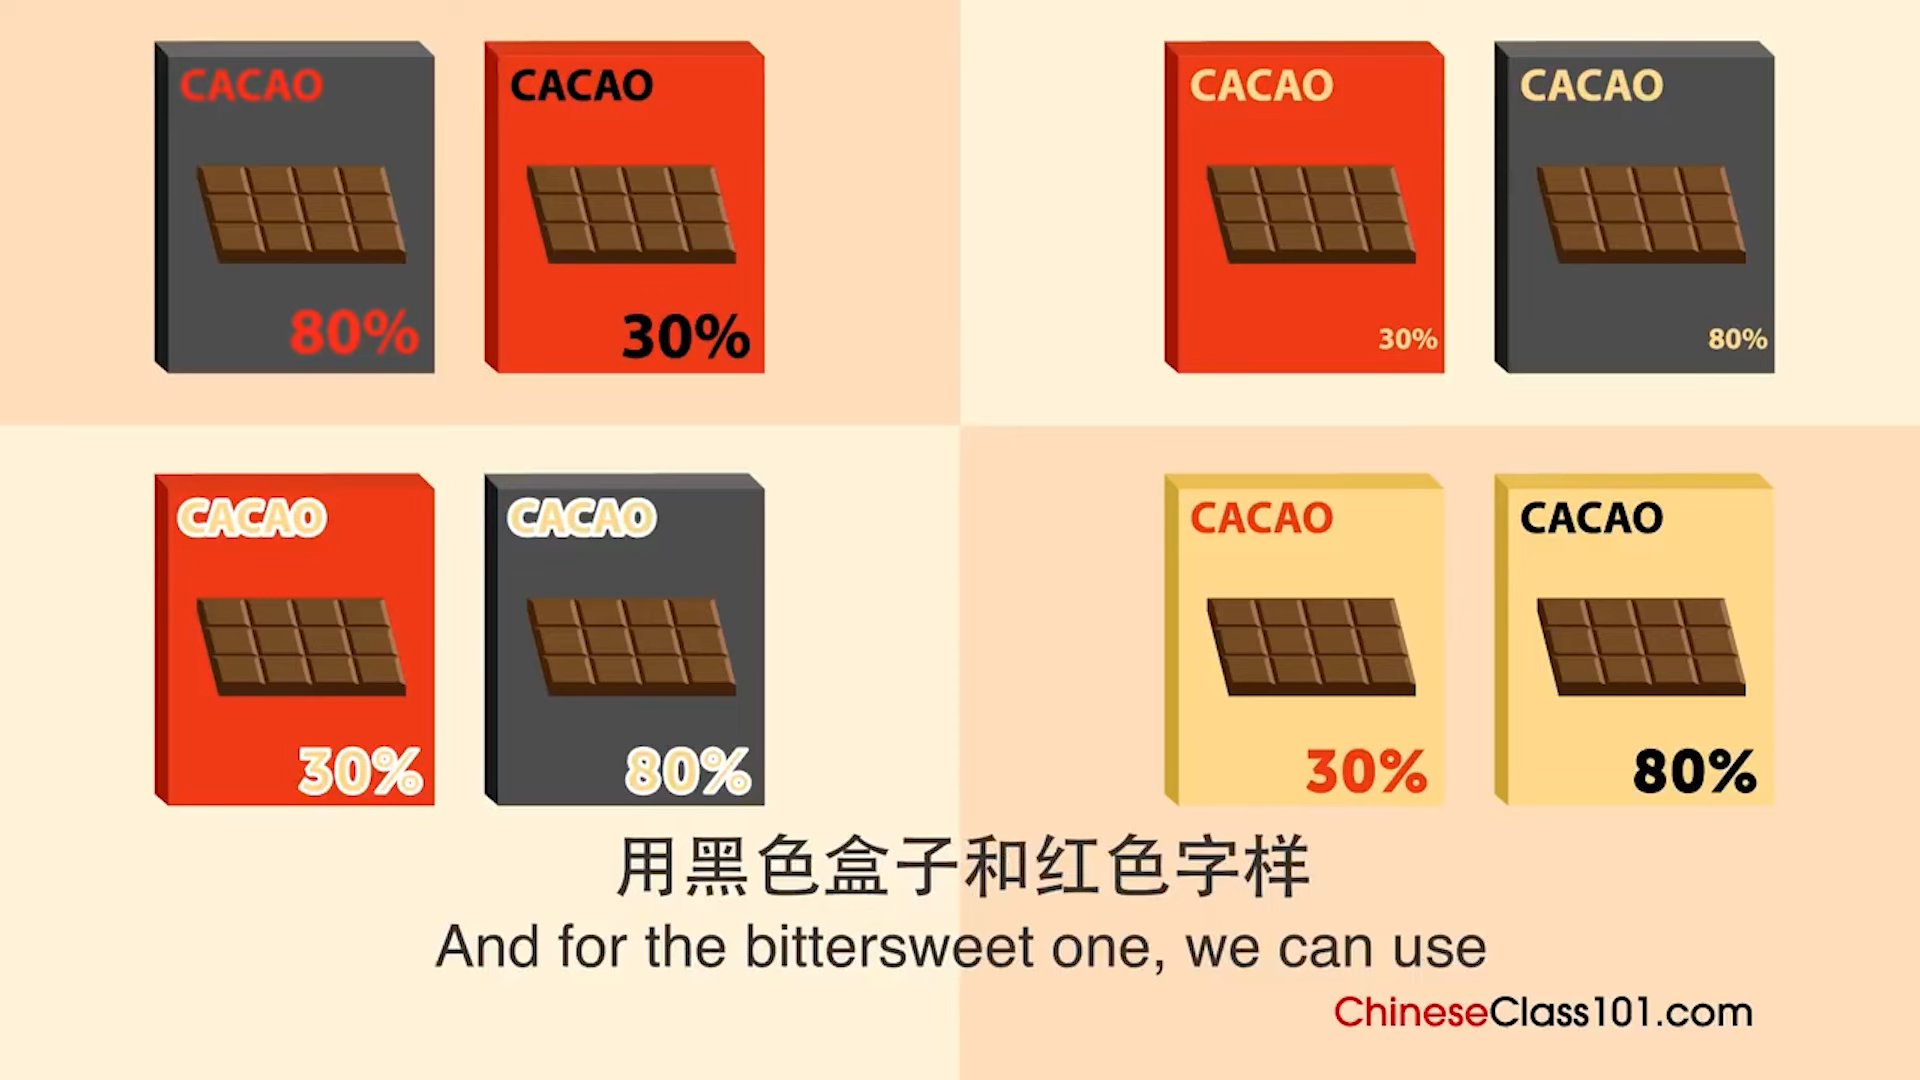 CACAO
80%
CACAO
30%
CACAO
30%
CACAO
80%
CACAO
30%
CACAO
80%
CACAO
30%
CACAO
80%
用黑色盒子和红色字样
And for the bittersweet one, we can use
ChineseClass101.com